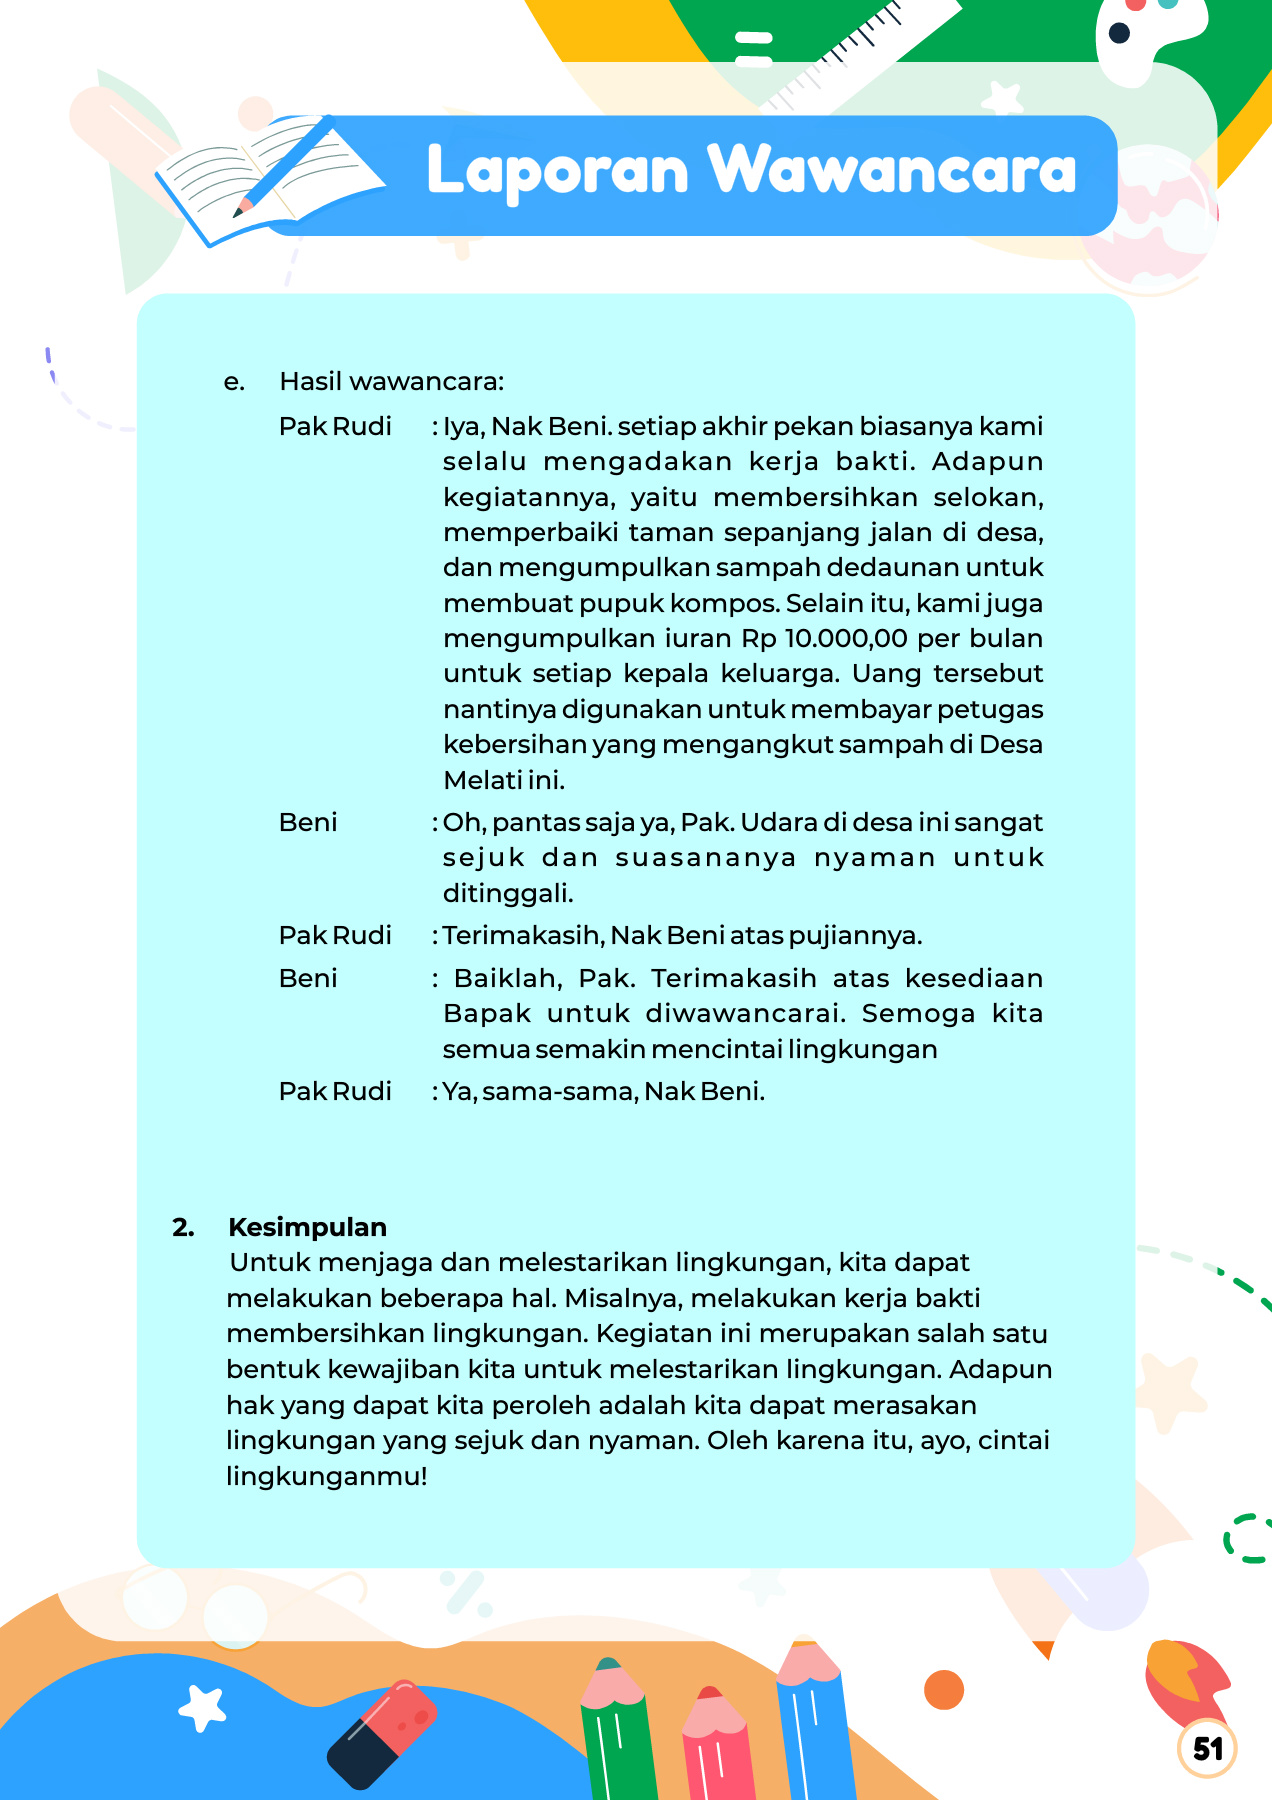 Laporan Wawancara
e. Hasil wawancara:
Pak Rudi : Iya, Nak Beni. setiap akhir pekan biasanya kami
selalu mengadakan kerja bakti. Adapun
kegiatannya, yaitu membersihkan selokan,
memperbaiki taman sepanjang jalan di desa,
dan mengumpulkan sampah dedaunan untuk
membuat pupuk kompos. Selain itu, kami juga
mengumpulkan iuran Rp 10.000,00 per bulan
untuk setiap kepala keluarga. Uang tersebut
nantinya digunakan untuk membayar petugas
kebersihan yang mengangkut sampah di Desa
Melati ini.
Beni : Oh, pantas saja ya, Pak. Udara di desa ini sangat
sejuk dan suasananya nyaman untuk
ditinggali.
Pak Rudi : Terimakasih, Nak Beni atas pujiannya.
Beni : Baiklah, Pak. Terimakasih atas kesediaan
Bapak untuk diwawancarai. Semoga kita
semua semakin mencintai lingkungan
Pak Rudi : Ya, sama-sama, Nak Beni.
2. Kesimpulan
Untuk menjaga dan melestarikan lingkungan, kita dapat
melakukan beberapa hal. Misalnya, melakukan kerja bakti
membersihkan lingkungan. Kegiatan ini merupakan salah satu
bentuk kewajiban kita untuk melestarikan lingkungan. Adapun
hak yang dapat kita peroleh adalah kita dapat merasakan
lingkungan yang sejuk dan nyaman. Oleh karena itu, ayo, cintai
lingkunganmu!
51